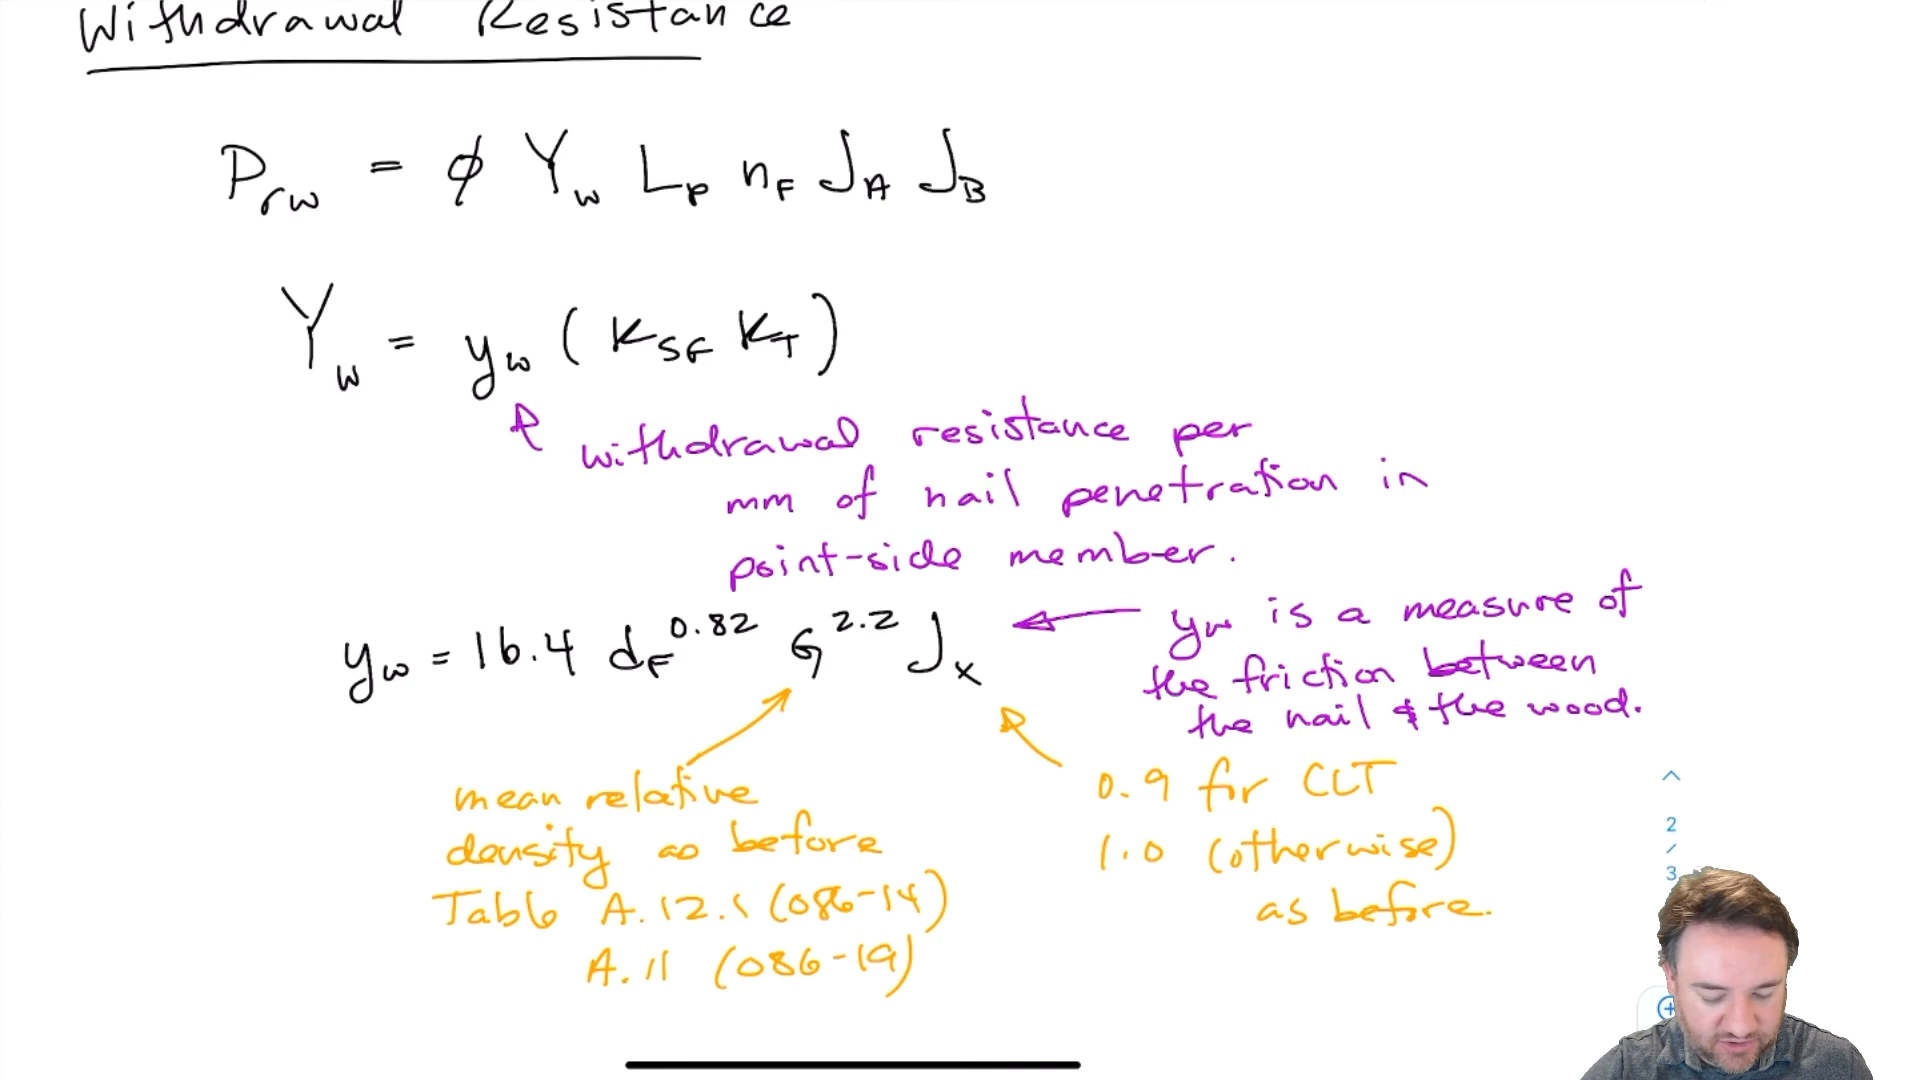 Withdrawal Resistance
P_rw = φ Y_w L_p n_F J_A J_B
Y_w = y_w (K_SF K_T)
withdrawal resistance per
mm of nail penetration in
point-side member.
y_w = 16.4 d_F^0.82 G^2.2 J_x
y_w is a measure of
the friction between
the nail & the wood.
mean relative
density as before
Table A.12.1 (086-14)
A.11 (086-19)
0.9 for CLT
1.0 (otherwise)
as before.
2
/
3